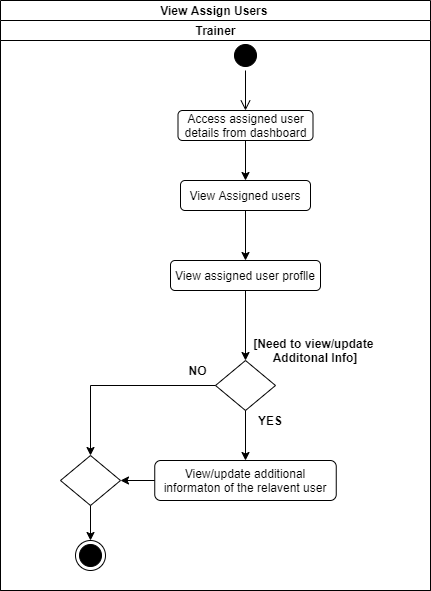 View Assign Users
Trainer
Access assigned user
details from dashboard
View Assigned users
View assigned user profile
[Need to view/update
Additonal Info]
NO
YES
View/update additional
informaton of the relavent user